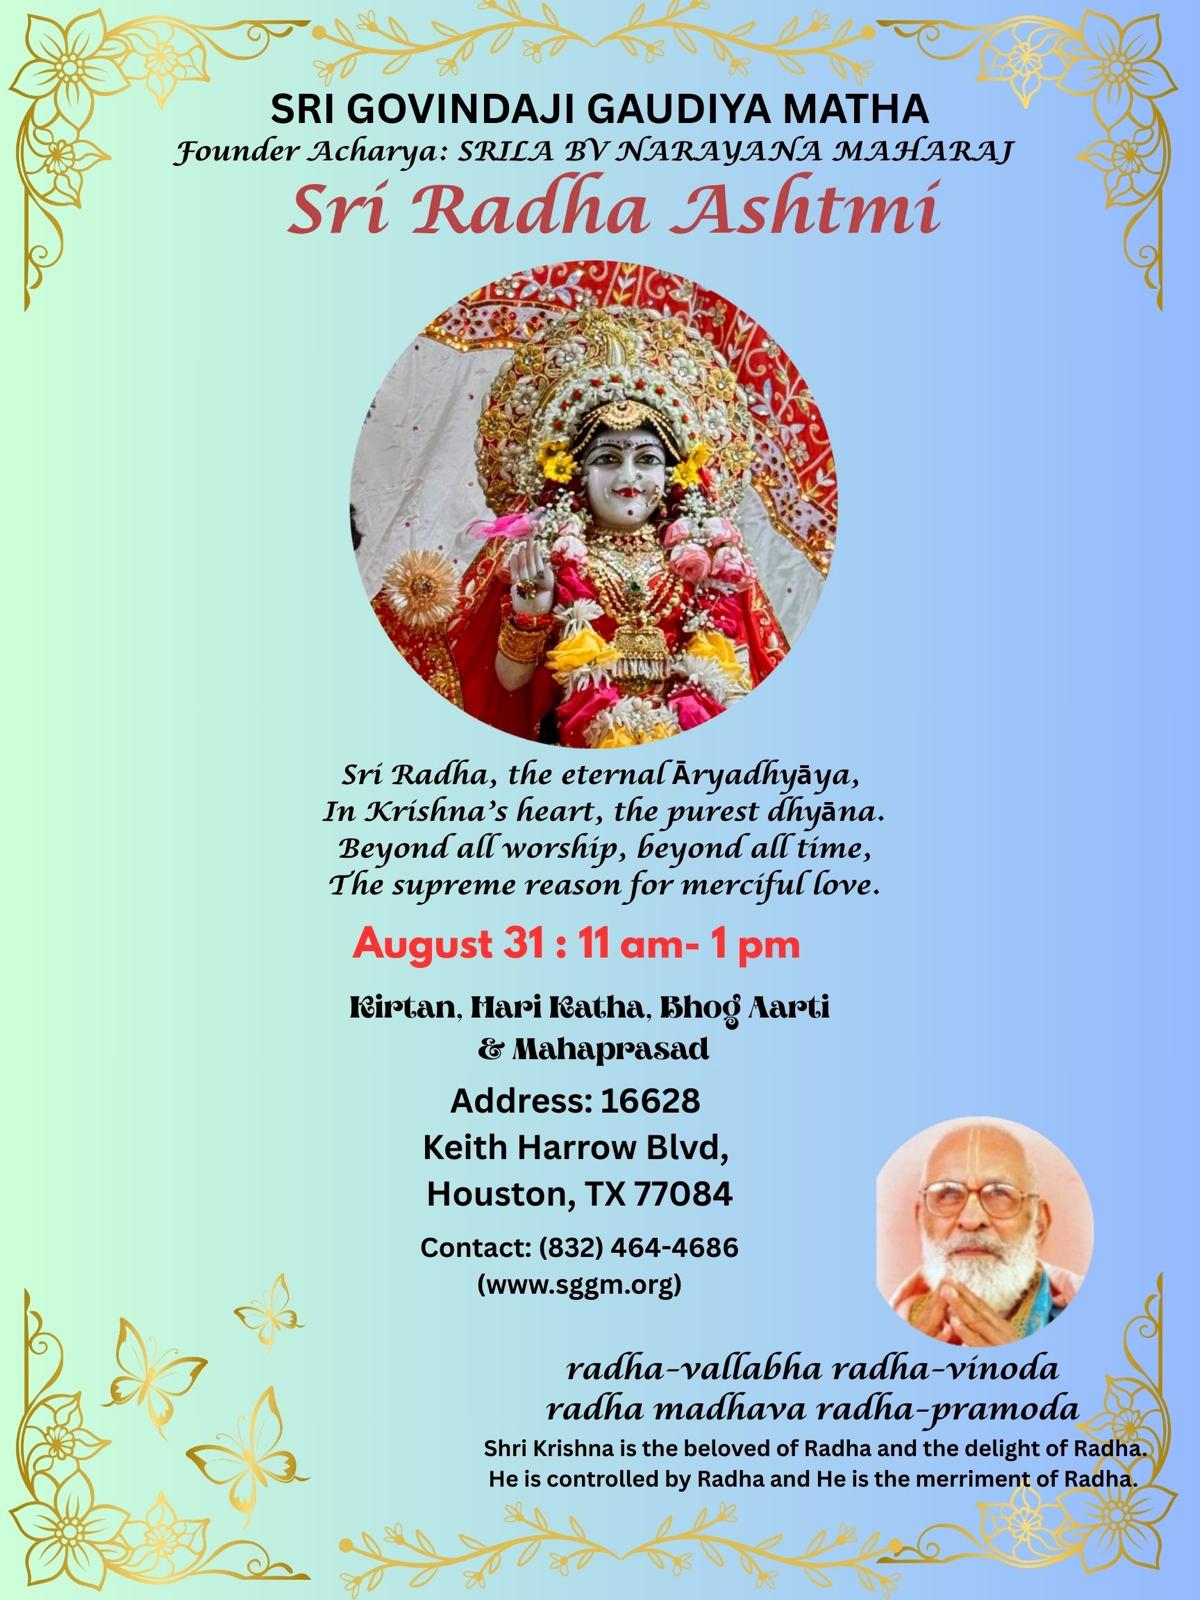 SRI GOVINDAJI GAUDIYA MATHA
Founder Acharya: SRILA BV NARAYANA MAHARAJ
Sri Radha Ashtmi
Sri Radha, the eternal Āryadhyāya,
In Krishna's heart, the purest dhyāna.
Beyond all worship, beyond all time,
The supreme reason for merciful love.
August 31 : 11 am- 1 pm
Kirtan, Hari Katha, Bhog Aarti
& Mahaprasad
Address: 16628
Keith Harrow Blvd,
Houston, TX 77084
Contact: (832) 464-4686
(www.sggm.org)
radha-vallabha radha-vinoda
radha madhava radha-pramoda
Shri Krishna is the beloved of Radha and the delight of Radha.
He is controlled by Radha and He is the merriment of Radha.